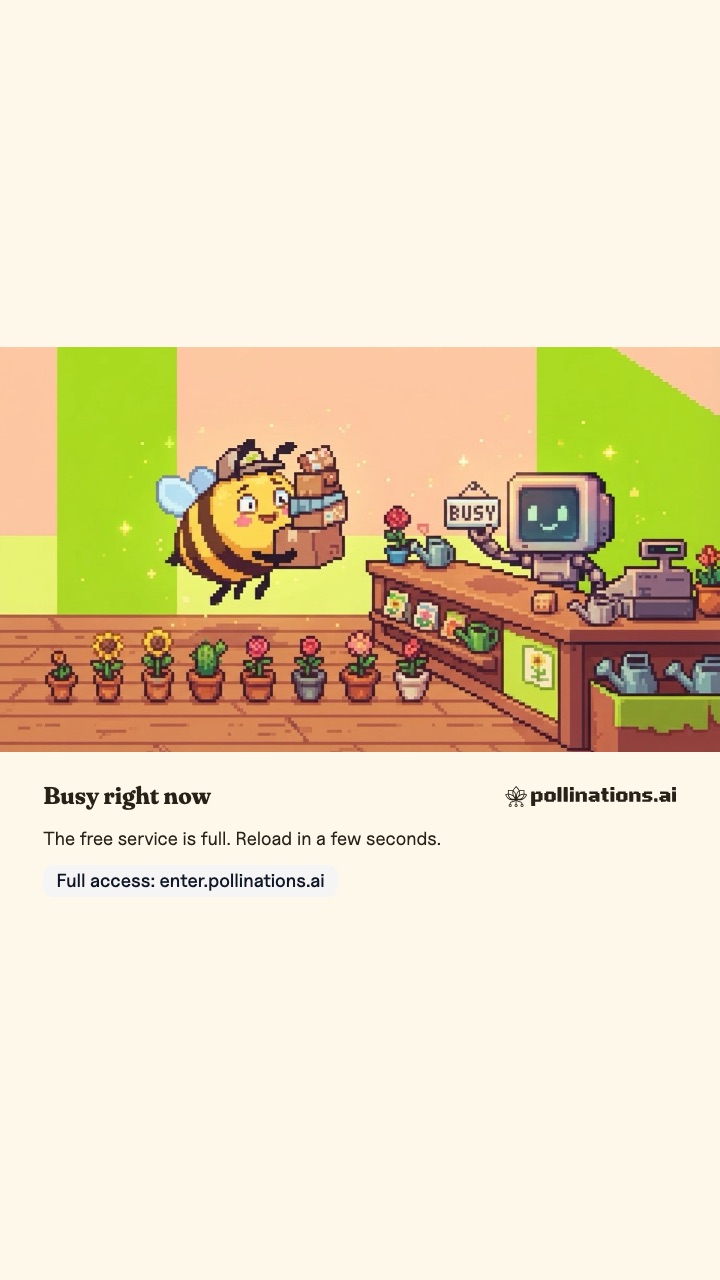 BUSY
Busy right now
pollinations.ai
The free service is full. Reload in a few seconds.
Full access: enter.pollinations.ai